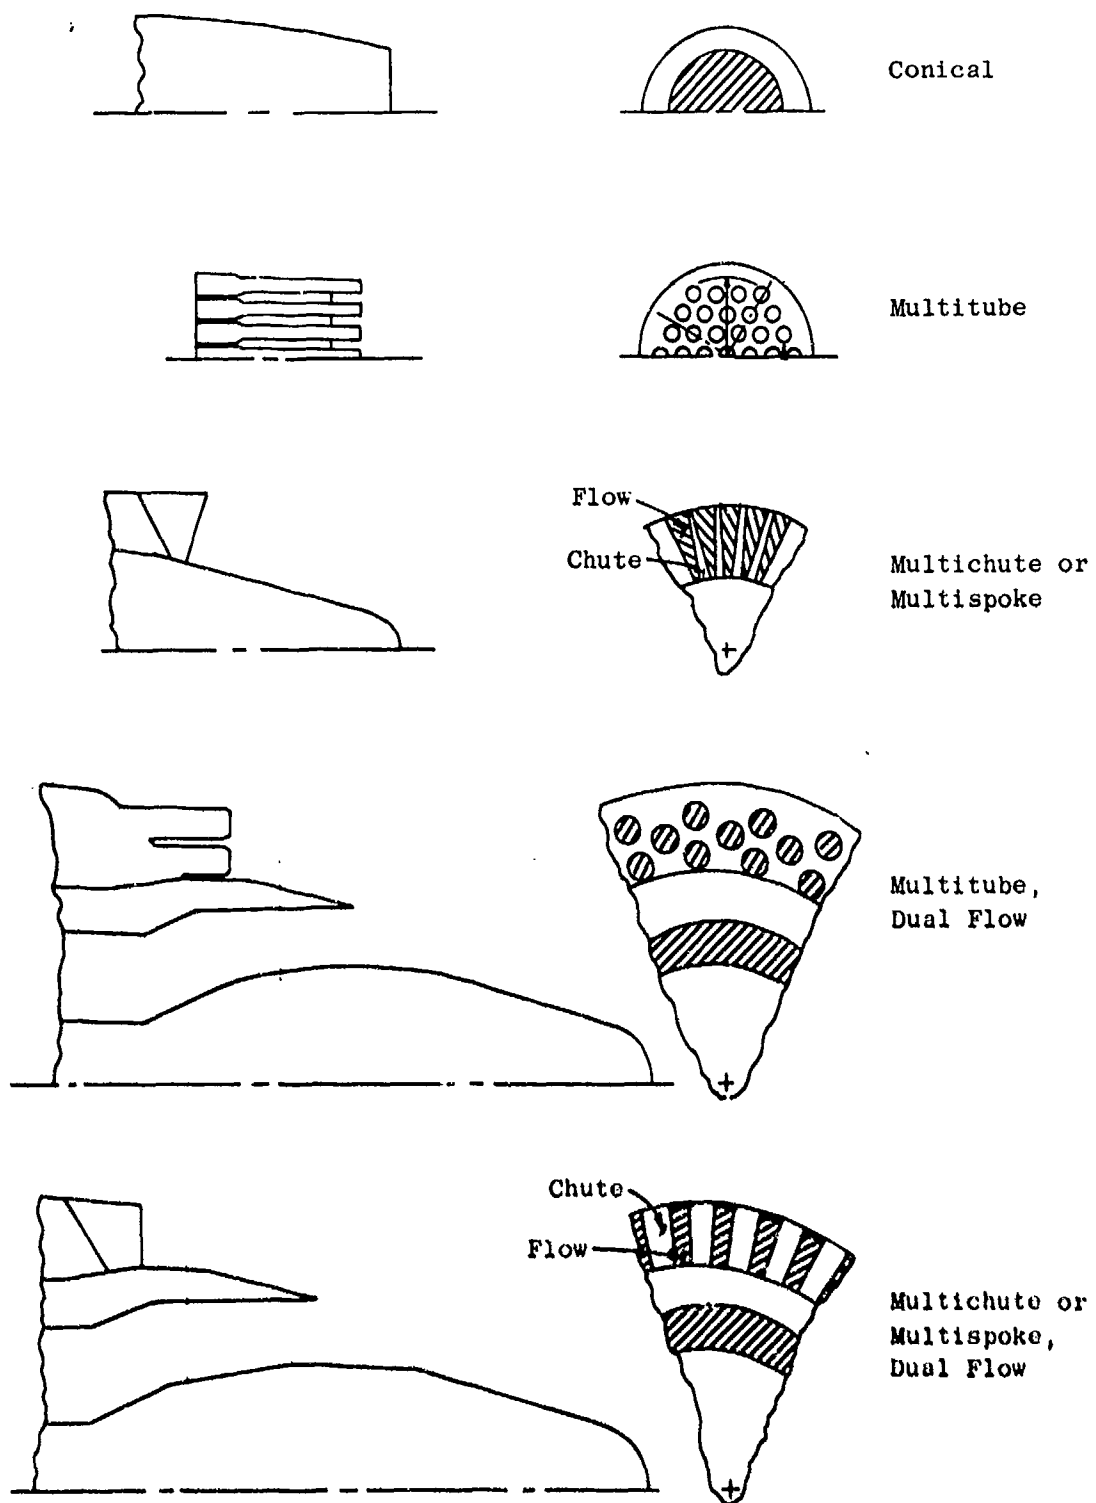 Conical
Multitube
Flow
Chute
Multichute or
Multispoke
Multitube,
Dual Flow
Chute
Flow
Multichute or
Multispoke,
Dual Flow